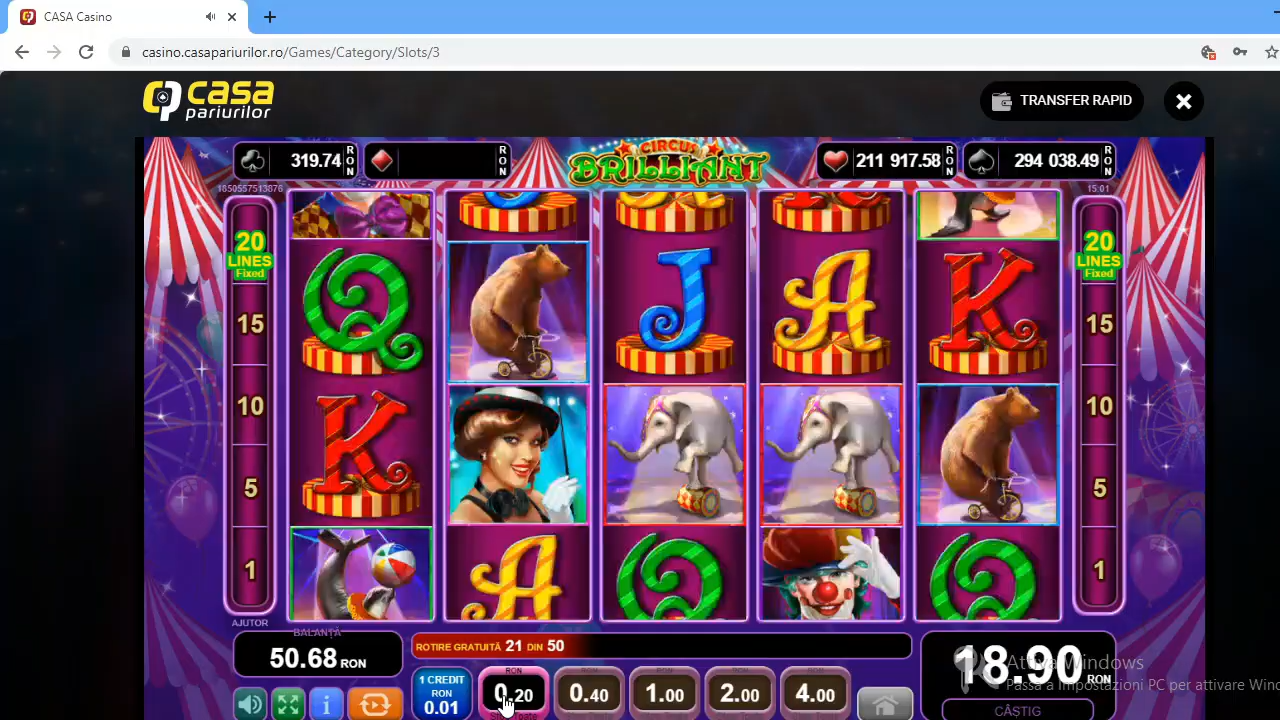 CASA Casino
casino.casapariurilor.ro/Games/Category/Slots/3
CASA
pariurilor
TRANSFER RAPID
319.74 RON
RON
CIRCUS
BRILLIANT
211 917.58 RON
294 038.49 RON
1650557513876
15:01
20
LINES
Fixed
15
10
5
1
20
LINES
Fixed
15
10
5
1
Q
J
A
K
K
A
Q
Q
AJUTOR
BALANȚĂ
50.68 RON
ROTIRE GRATUITĂ 21 DIN 50
18.90 RON
CÂȘTIG
1 CREDIT
RON
0.01
RON
0.20
0.40
1.00
2.00
4.00
Windows
Pasă a Impostazioni PC per attivare Wind